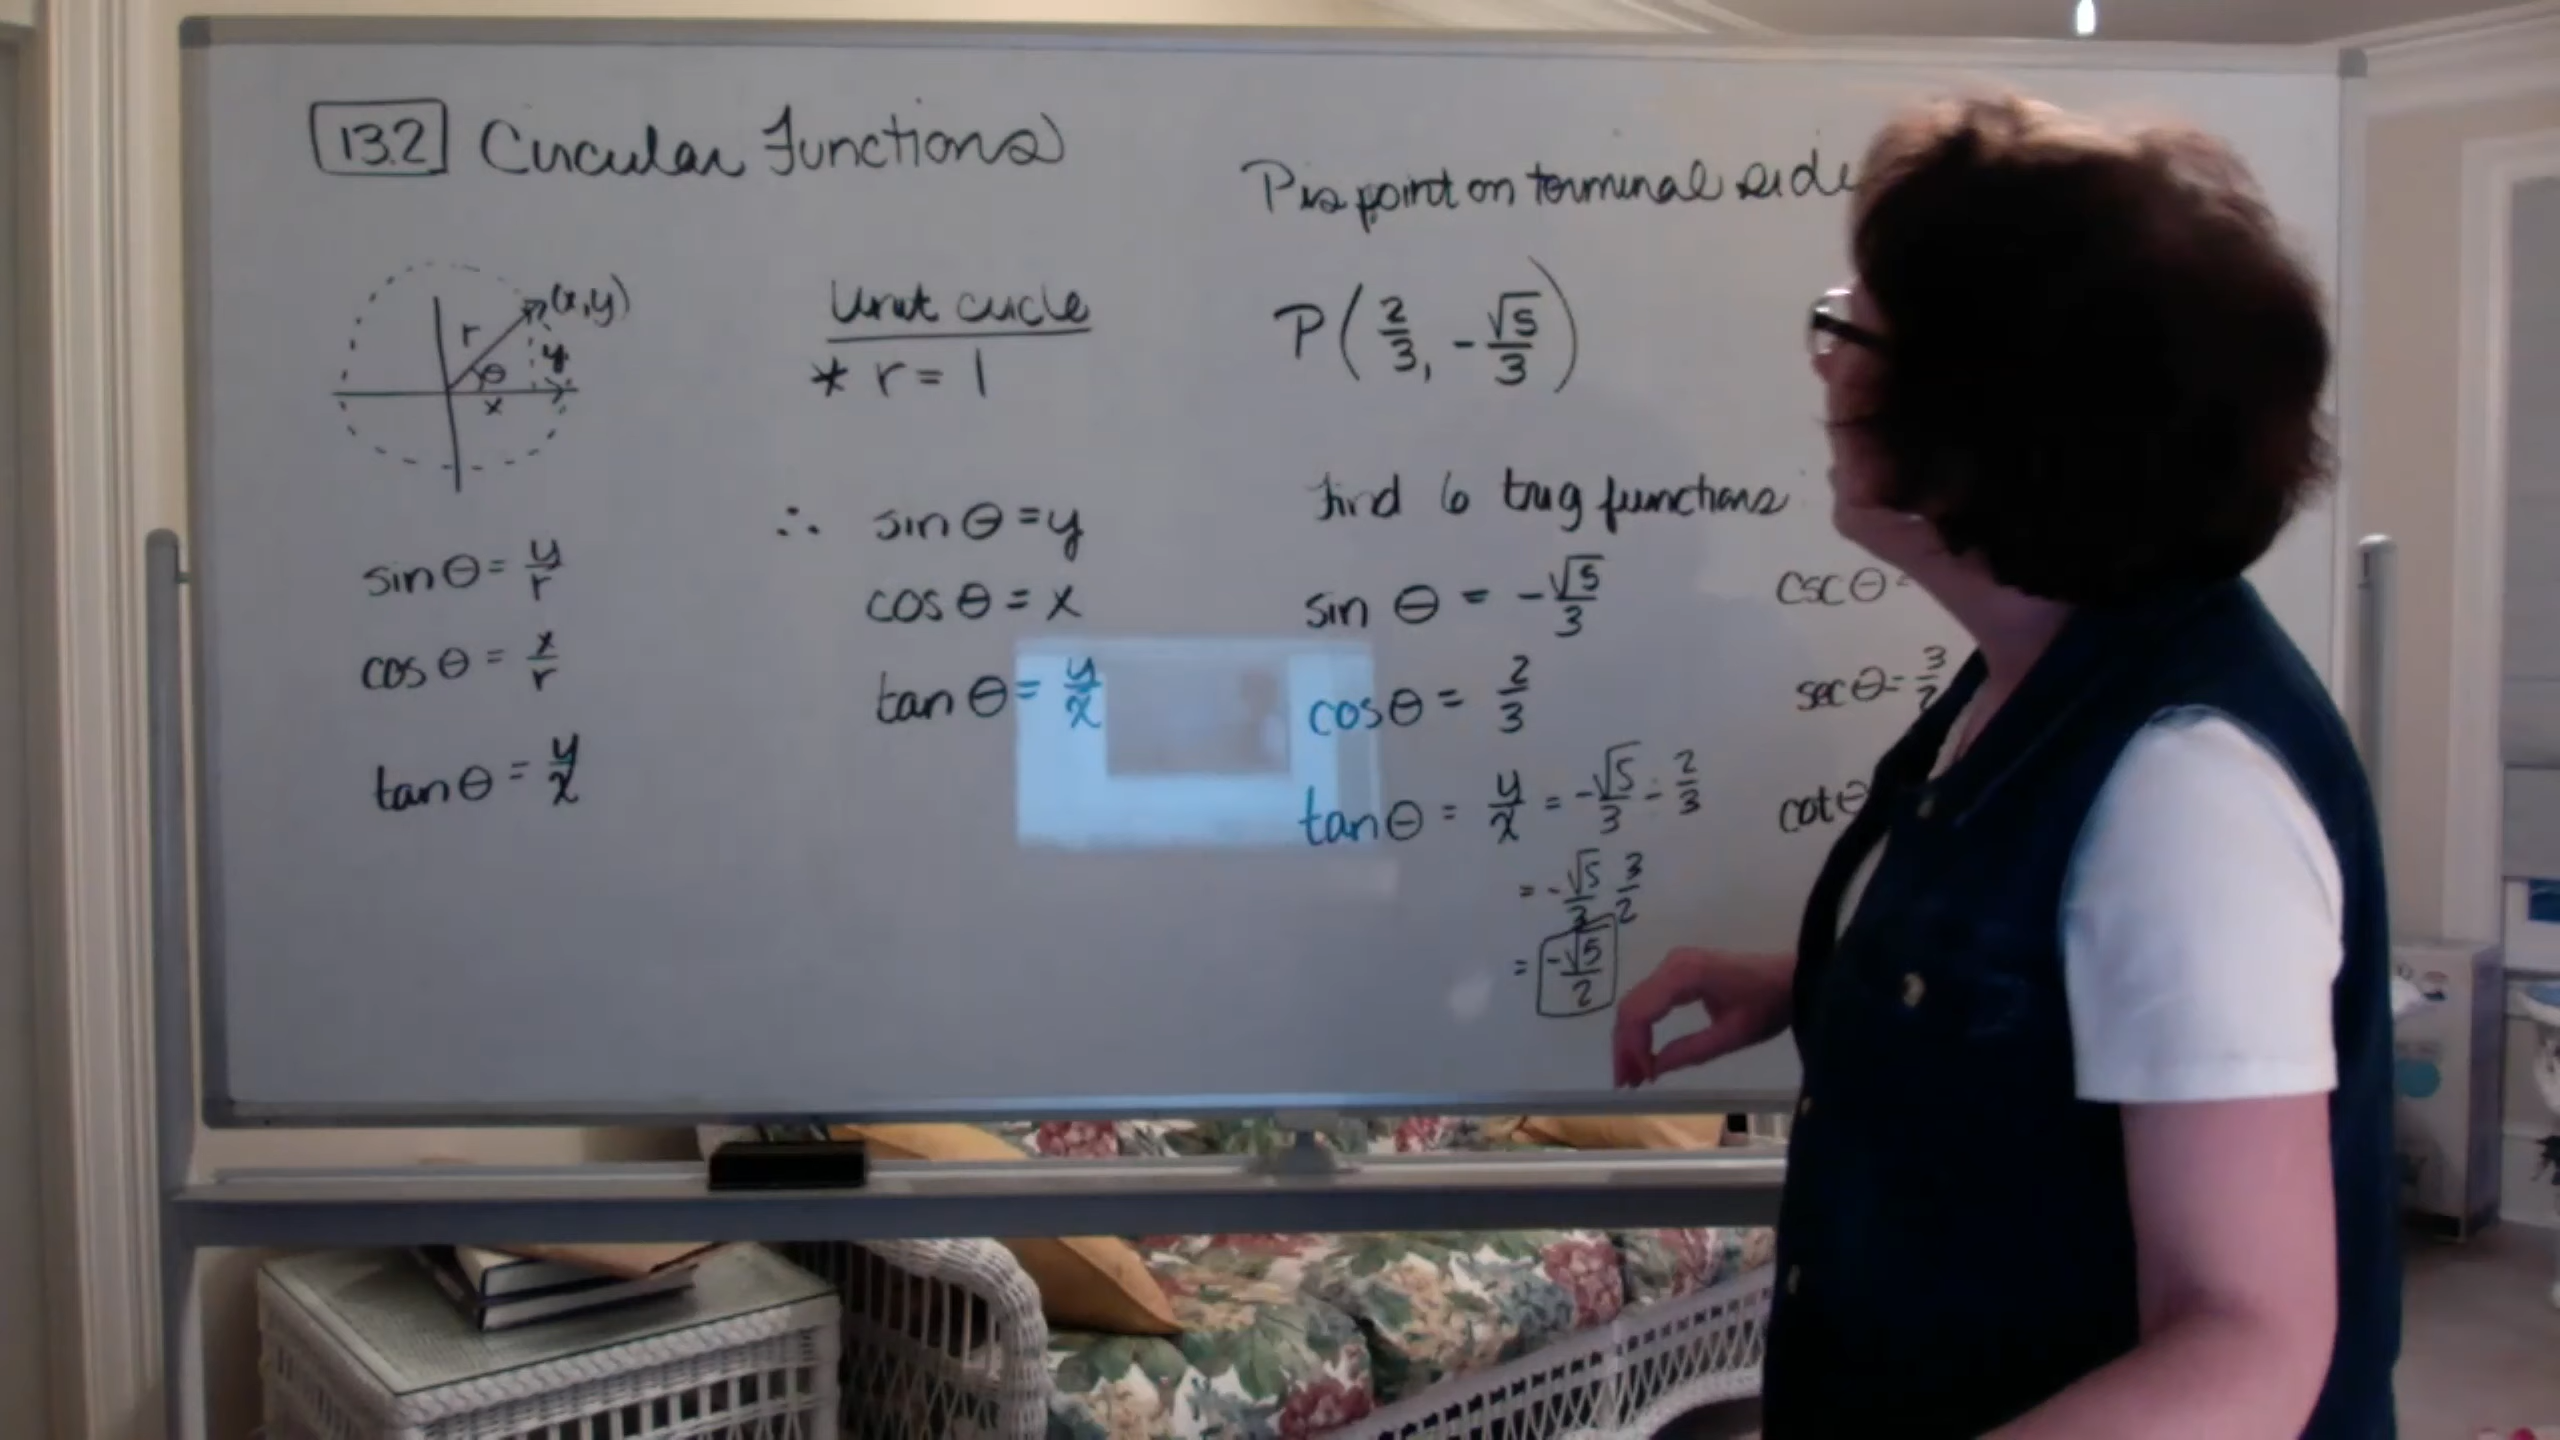 13.2 Circular Functions
(x,y)
r
θ
y
x
sin θ = y/r
cos θ = x/r
tan θ = y/x
Unit circle
* r = 1
∴ sin θ = y
cos θ = x
tan θ = y/x
P is point on terminal side
P(2/3, -√5/3)
Find 6 trig functions
sin θ = -√5/3
cos θ = 2/3
tan θ = y/x = -√5/3 ÷ 2/3
= -√5/3 3/2
= -√5/2
csc θ =
sec θ = 3/2
cot θ